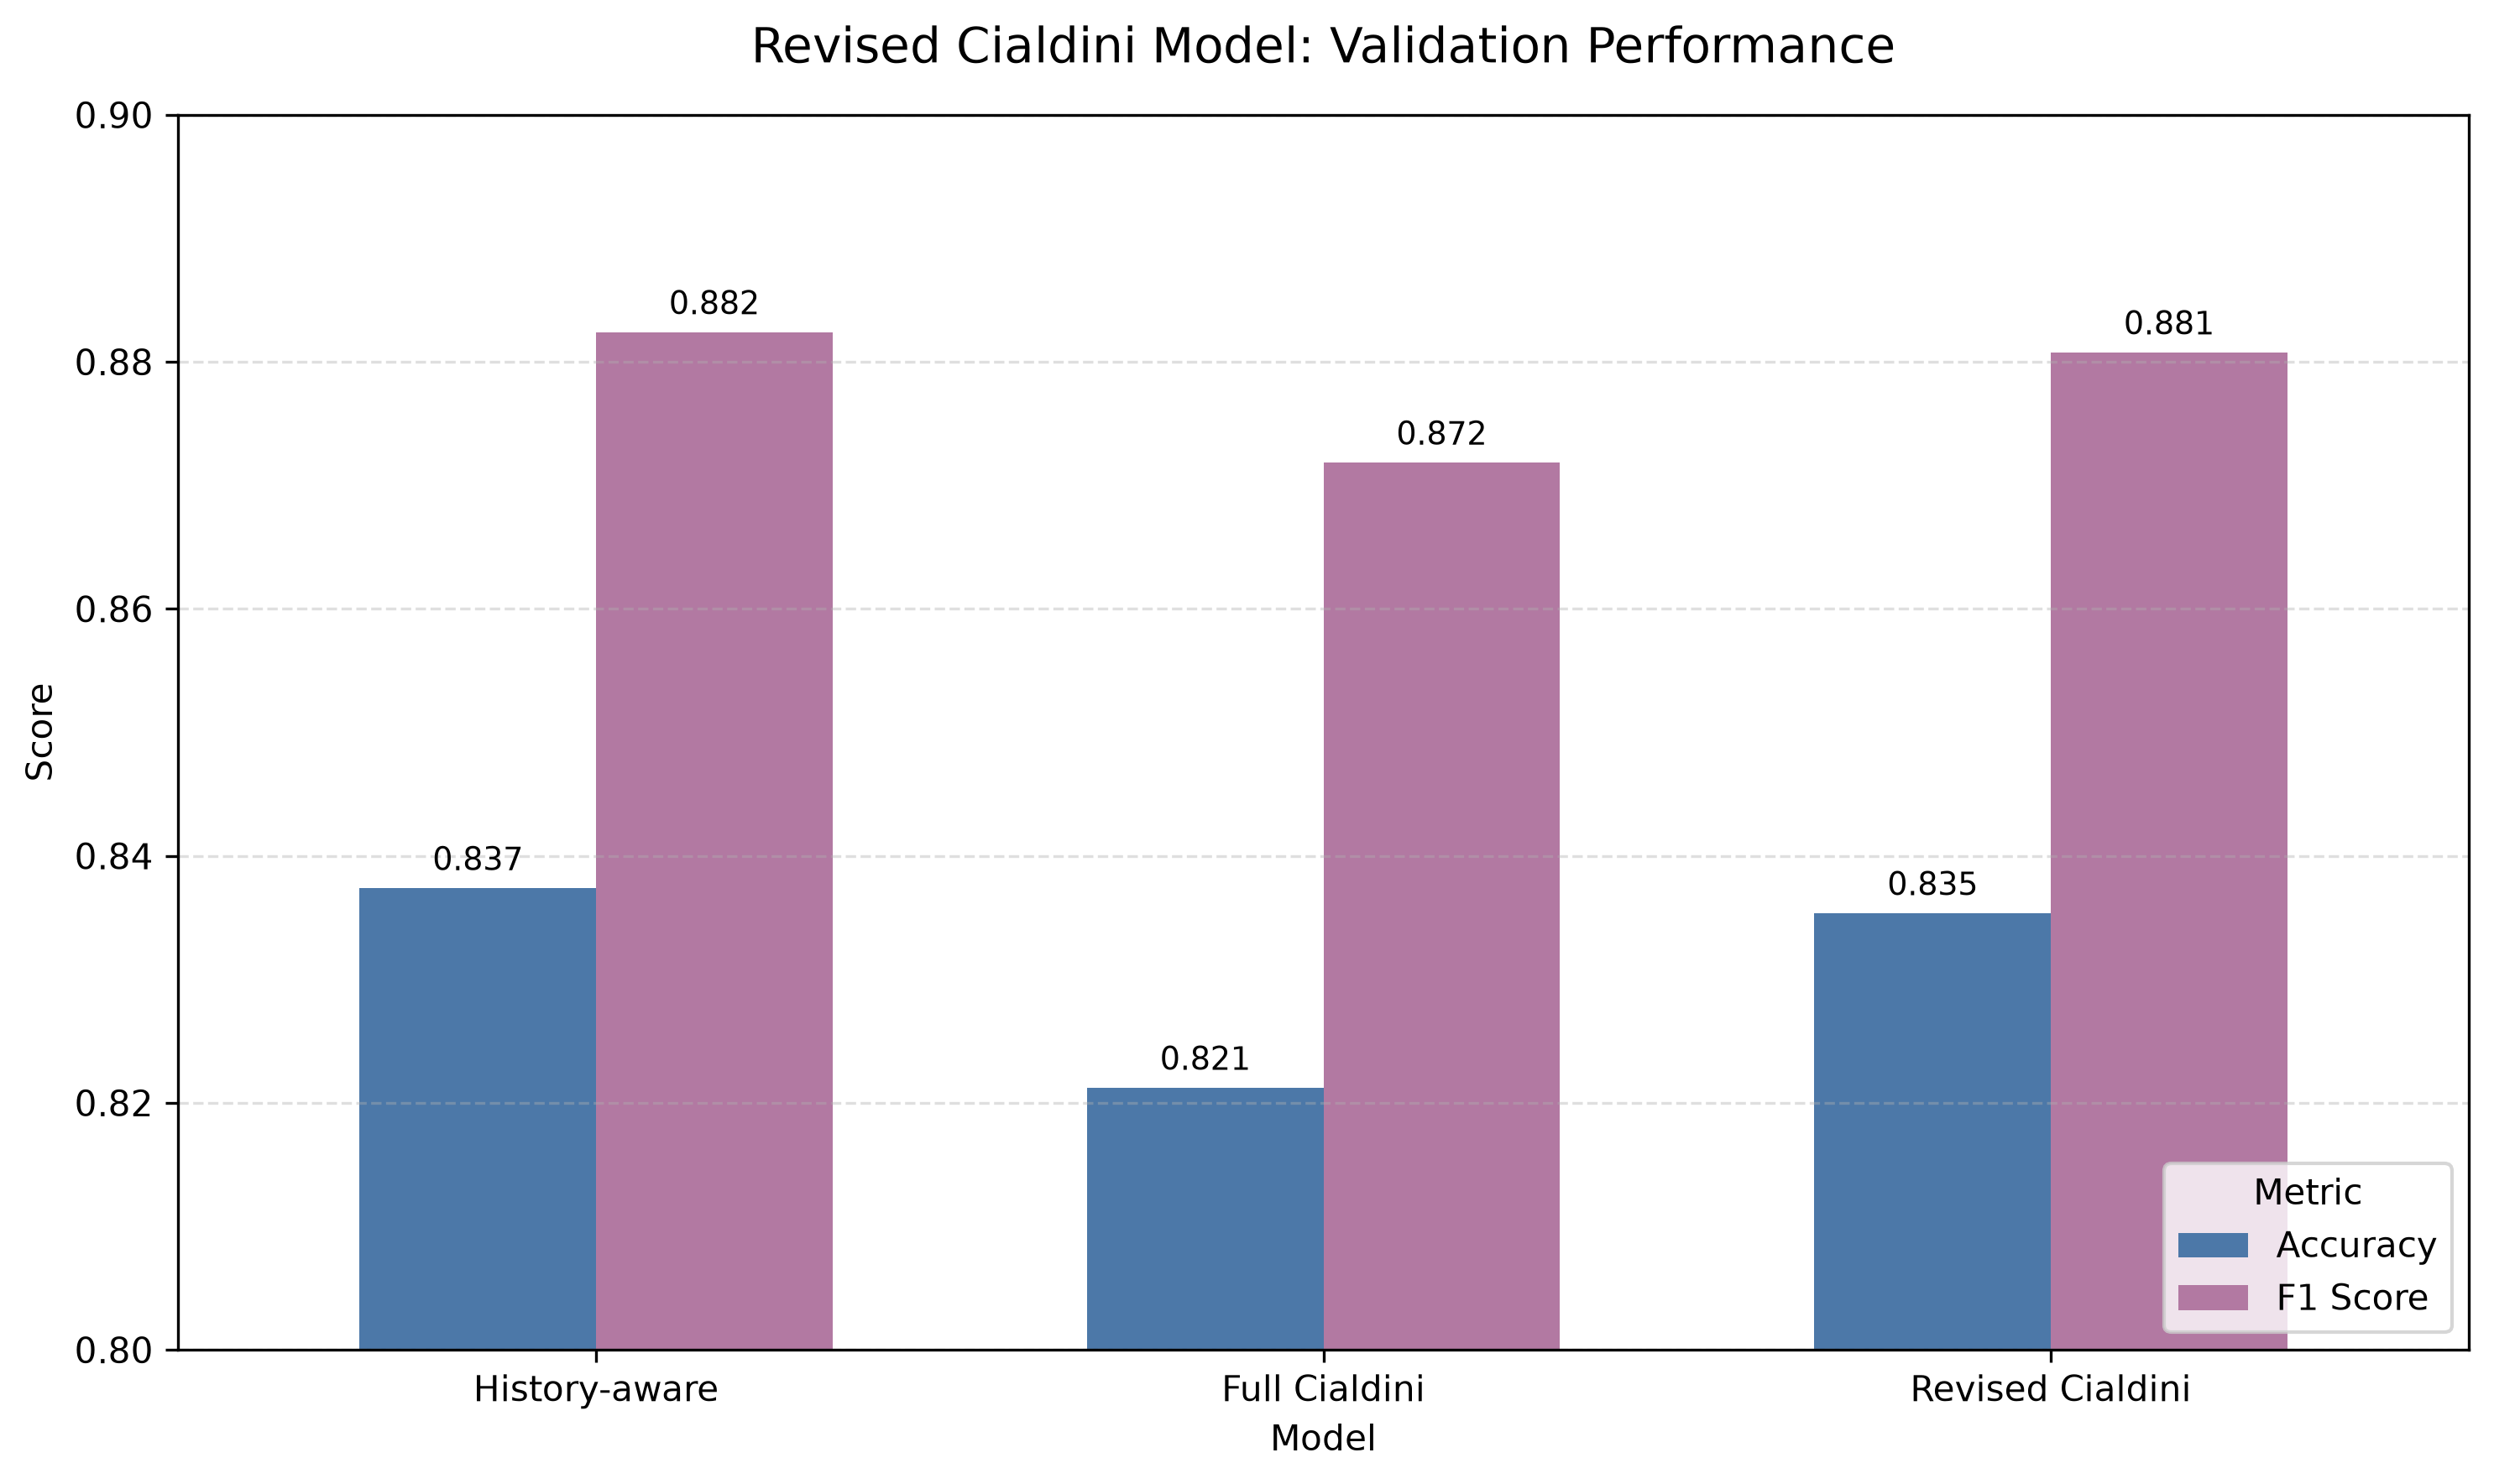 Revised Cialdini Model: Validation Performance
0.90
0.88
0.86
0.84
0.82
0.80
Score
0.837
0.882
0.821
0.872
0.835
0.881
Metric
Accuracy
F1 Score
History-aware
Full Cialdini
Revised Cialdini
Model